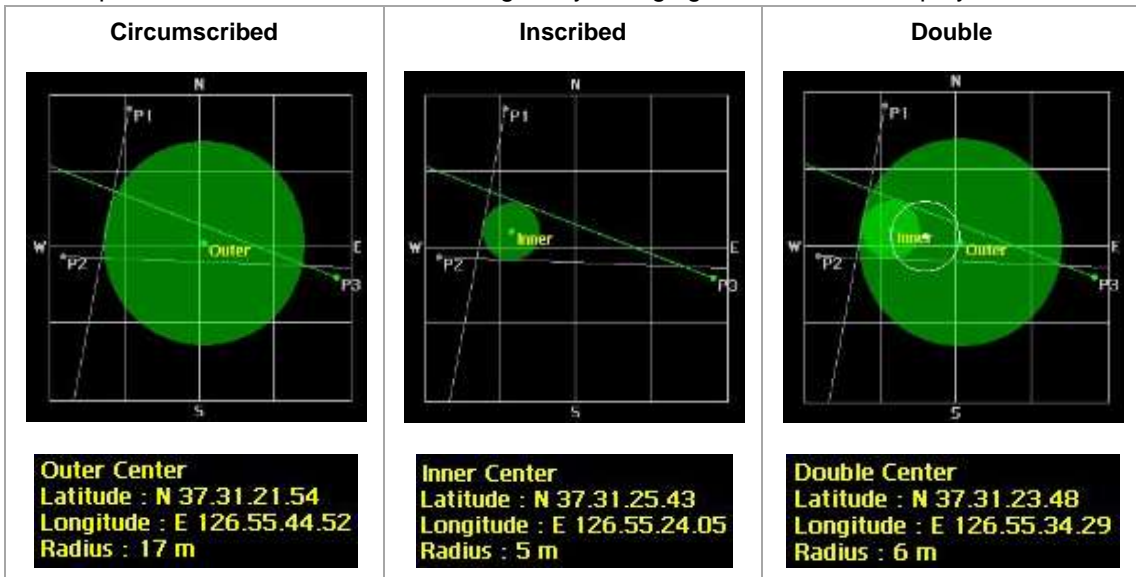 Circumscribed
Inscribed
Double
N
P1
W
E
Outer
P2
P3
S
N
P1
W
E
Inner
P2
P3
S
N
P1
W
E
Inner
Outer
P2
P3
S
Outer Center
Latitude : N 37.31.21.54
Longitude : E 126.55.44.52
Radius : 17 m
Inner Center
Latitude : N 37.31.25.43
Longitude : E 126.55.24.05
Radius : 5 m
Double Center
Latitude : N 37.31.23.48
Longitude : E 126.55.34.29
Radius : 6 m